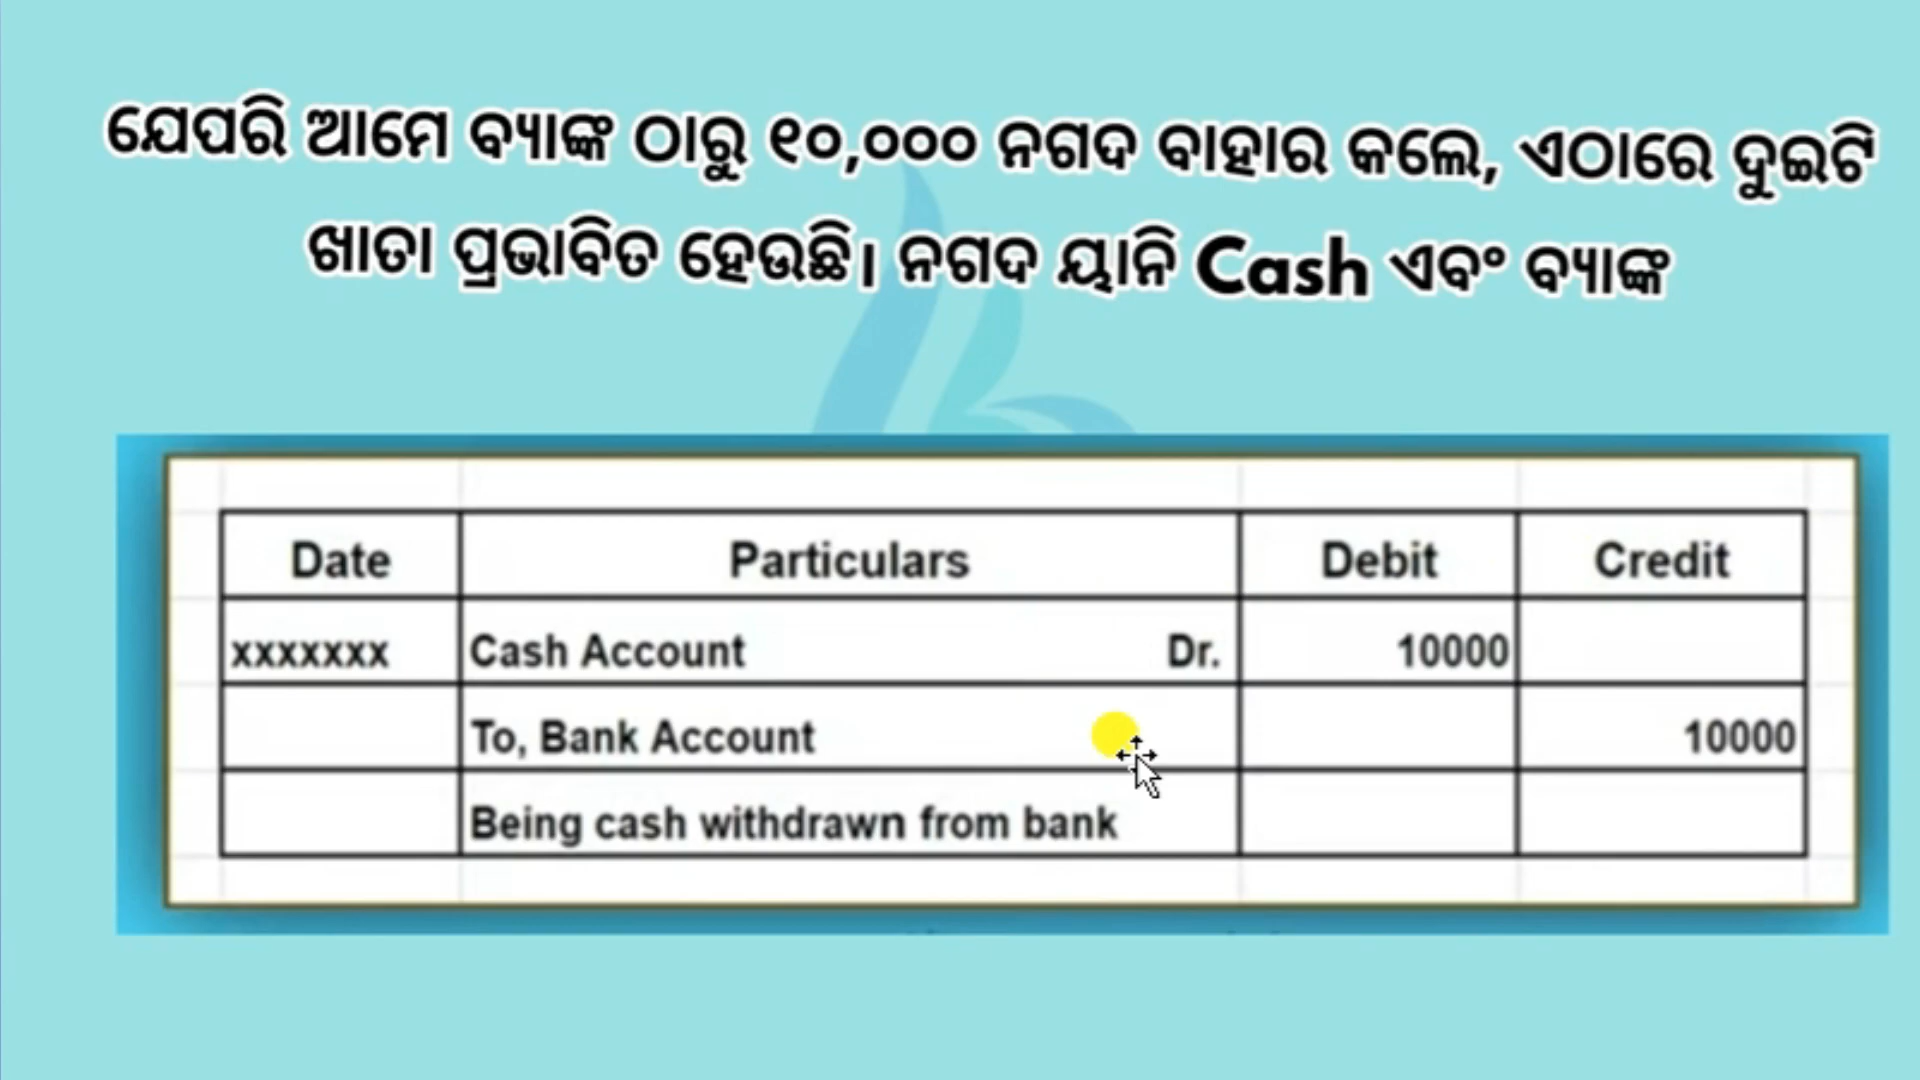 ଯେପରି ଆମେ ବ୍ୟାଙ୍କ ଠାରୁ ୧୦,୦୦୦ ନଗଦ ବାହାର କଲେ, ଏଠାରେ ଦୁଇଟି
ଖାତା ପ୍ରଭାବିତ ହେଉଛି। ନଗଦ ୟାନି Cash ଏବଂ ବ୍ୟାଙ୍କ
Date Particulars Debit Credit
xxxxxxx Cash Account Dr. 10000
To, Bank Account 10000
Being cash withdrawn from bank